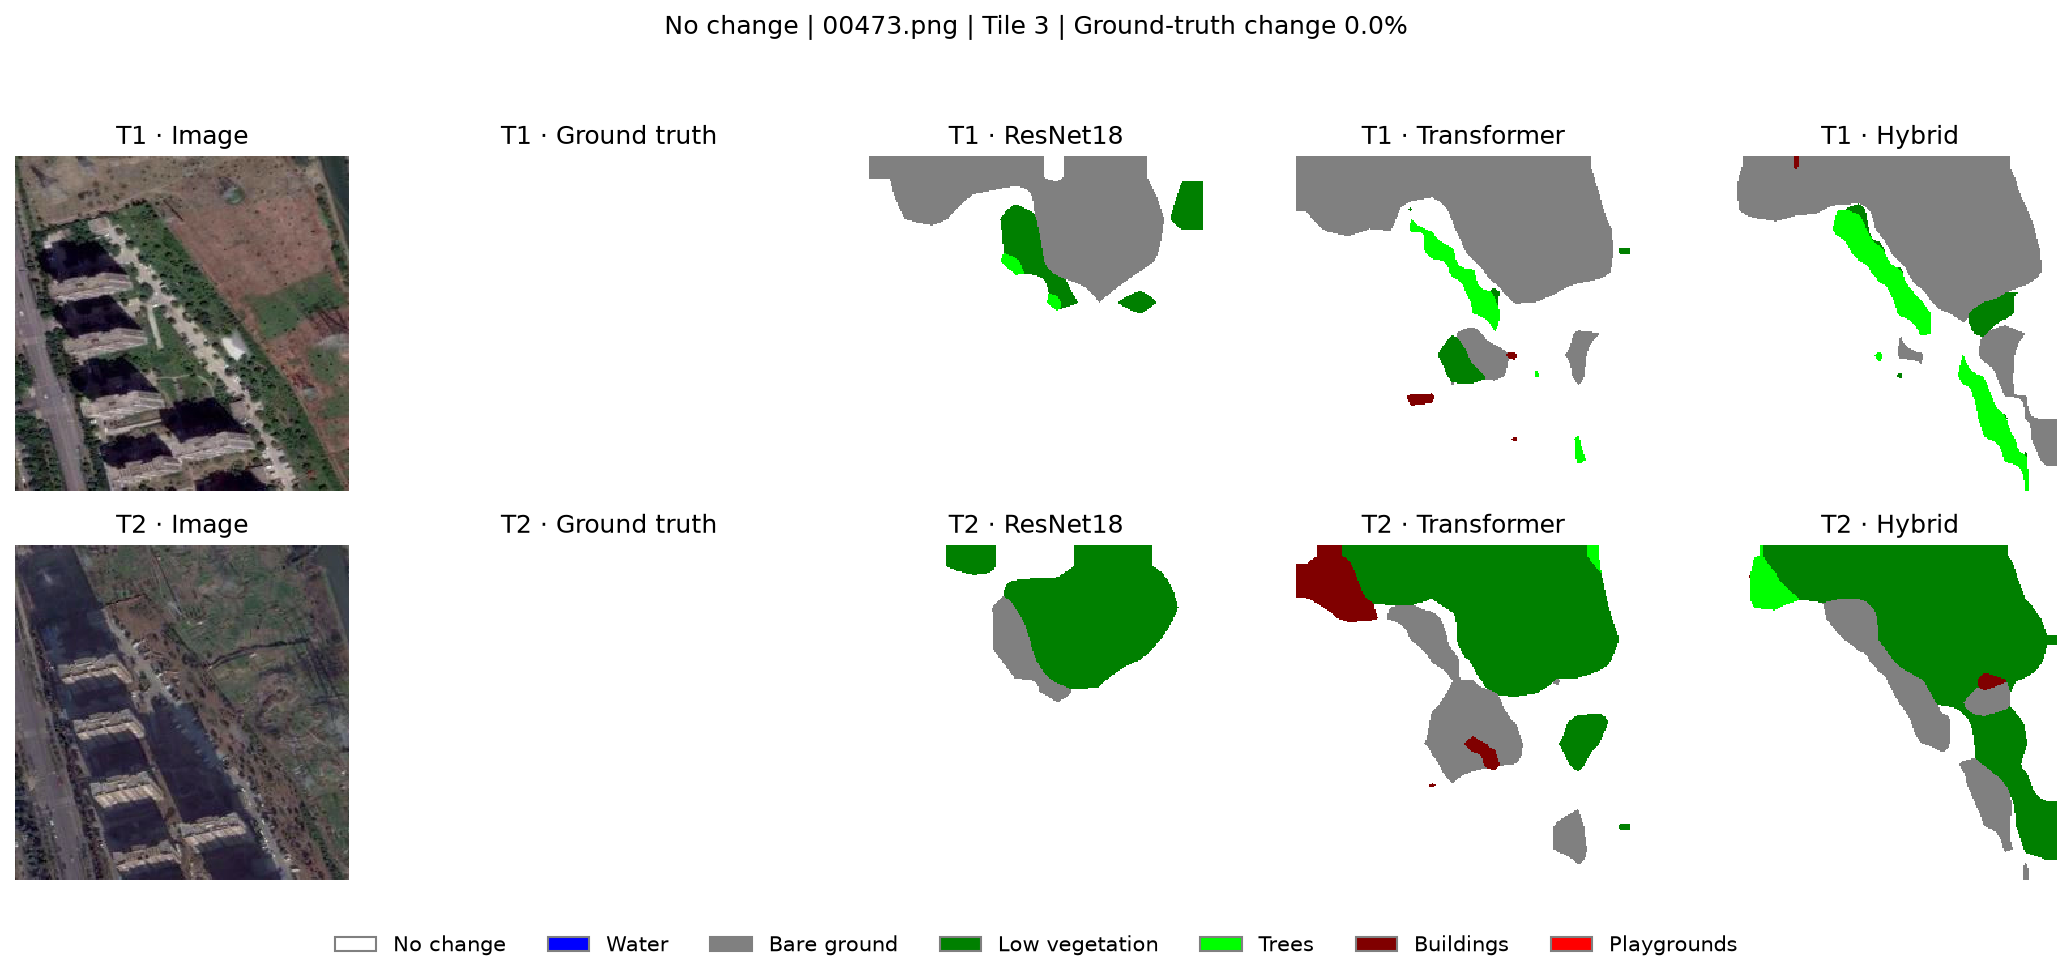 No change | 00473.png | Tile 3 | Ground-truth change 0.0%
T1 · Image
T1 · Ground truth
T1 · ResNet18
T1 · Transformer
T1 · Hybrid
T2 · Image
T2 · Ground truth
T2 · ResNet18
T2 · Transformer
T2 · Hybrid
No change
Water
Bare ground
Low vegetation
Trees
Buildings
Playgrounds